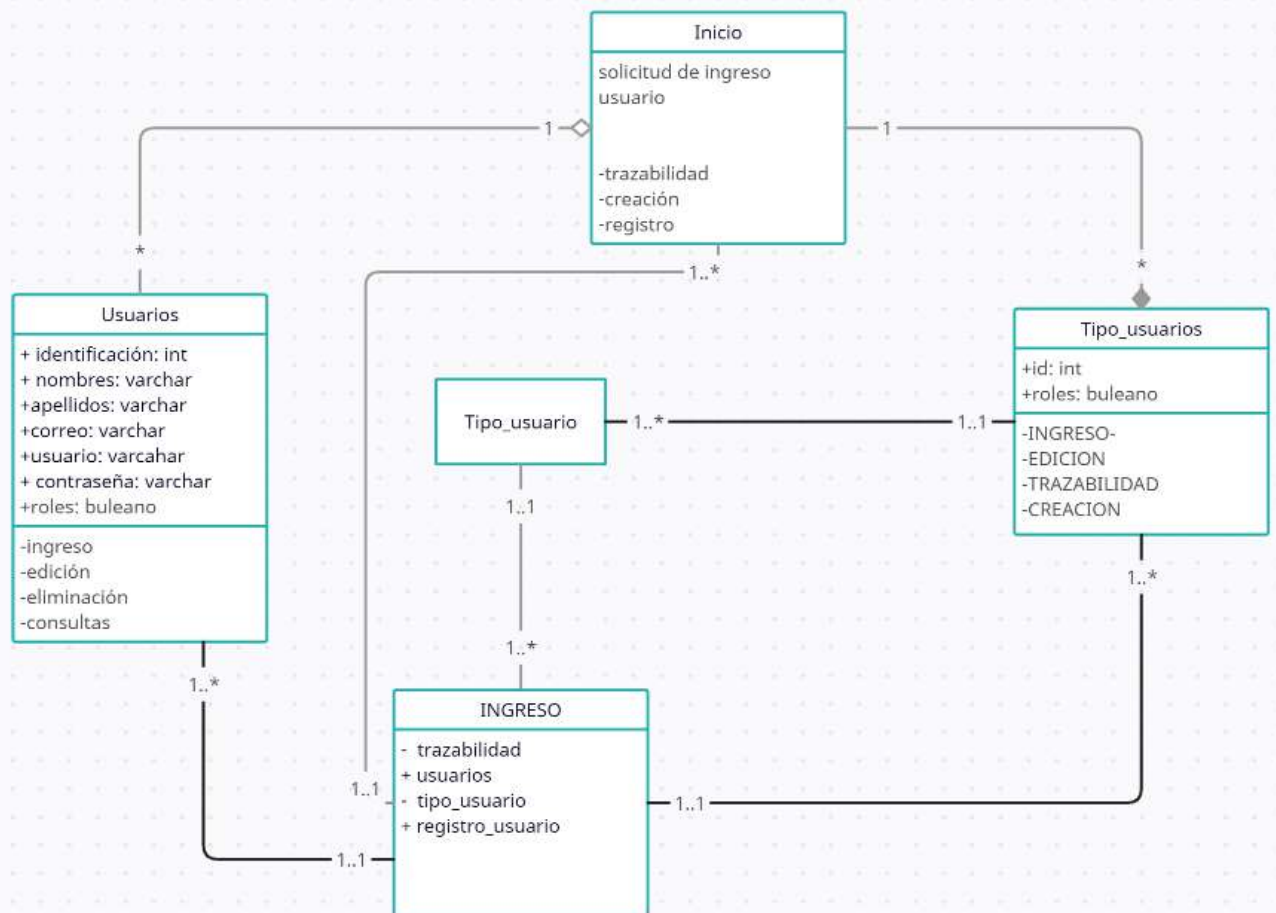 Inicio
solicitud de ingreso
usuario
-trazabilidad
-creación
-registro
1
1
*
*
1..*
Usuarios
+ identificación: int
+ nombres: varchar
+apellidos: varchar
+correo: varchar
+usuario: varcahar
+ contraseña: varchar
+roles: buleano
-ingreso
-edición
-eliminación
-consultas
Tipo_usuarios
+id: int
+roles: buleano
-INGRESO-
-EDICION
-TRAZABILIDAD
-CREACION
Tipo_usuario
1..*
1..1
1..1
1..*
1..*
1..*
INGRESO
- trazabilidad
+ usuarios
- tipo_usuario
+ registro_usuario
1..1
1..1
1..1